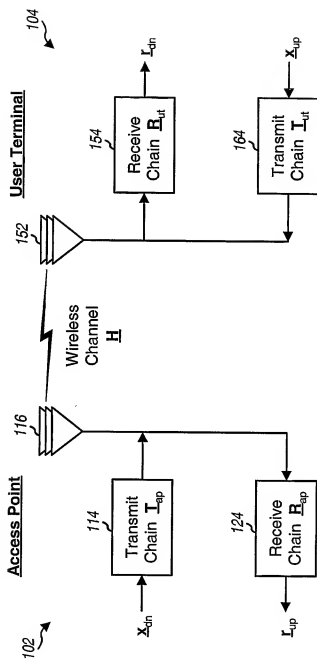 Access Point
User Terminal
102
104
116
152
Wireless
Channel
H
114
Transmit
Chain T_ap
x_dn
154
Receive
Chain R_ut
r_dn
124
Receive
Chain R_ap
r_up
164
Transmit
Chain T_ut
x_up